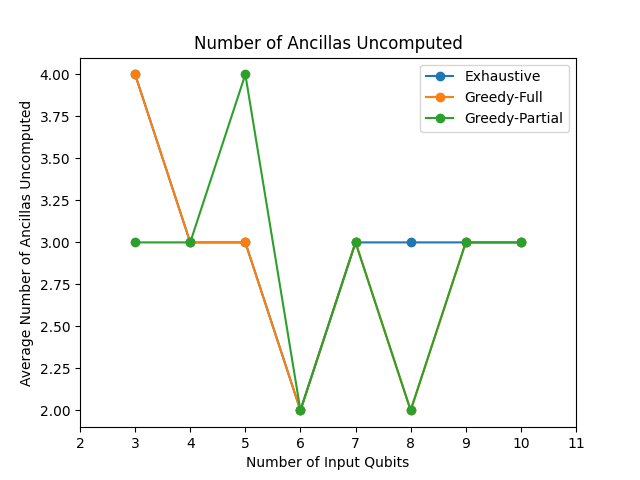 Number of Ancillas Uncomputed
Exhaustive
Greedy-Full
Greedy-Partial
Average Number of Ancillas Uncomputed
4.00
3.75
3.50
3.25
3.00
2.75
2.50
2.25
2.00
2 3 4 5 6 7 8 9 10 11
Number of Input Qubits